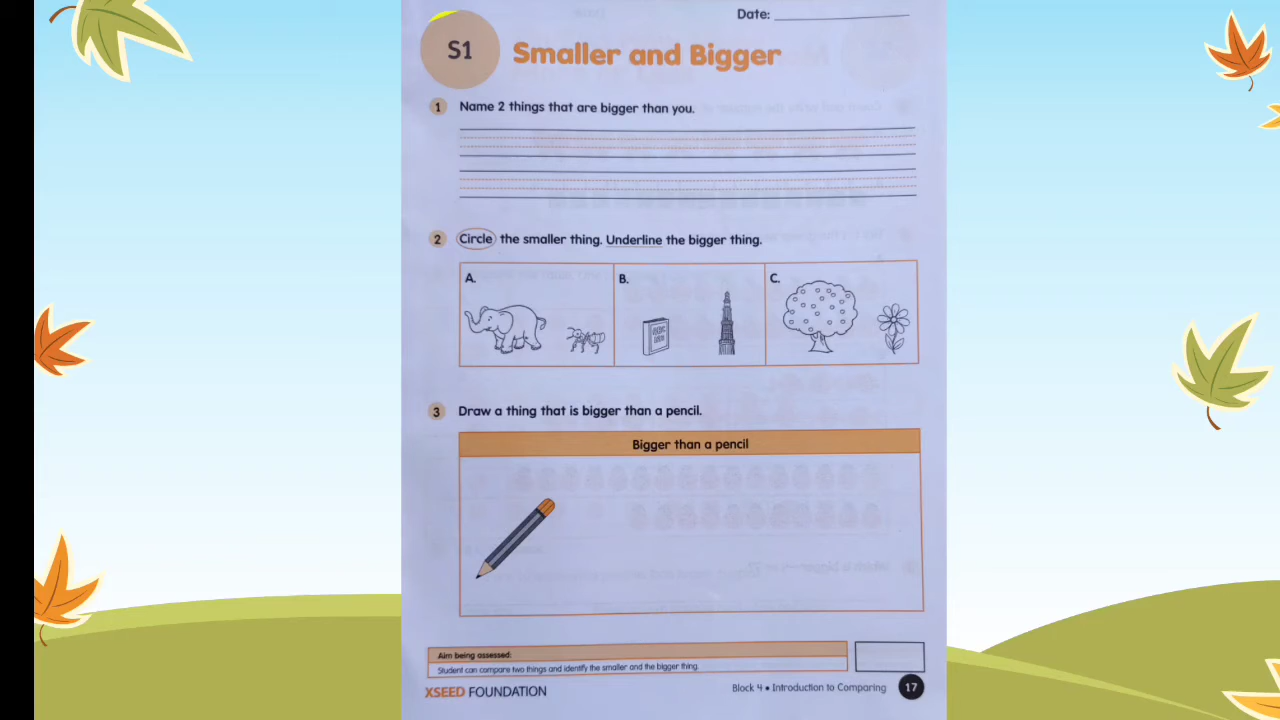 Date:
S1
Smaller and Bigger
1 Name 2 things that are bigger than you.
2 Circle the smaller thing. Underline the bigger thing.
A.
B.
C.
3 Draw a thing that is bigger than a pencil.
Bigger than a pencil
Aim being assessed:
Student can compare two things and identify the smaller and the bigger thing.
XSEED FOUNDATION
Block 4 • Introduction to Comparing 17